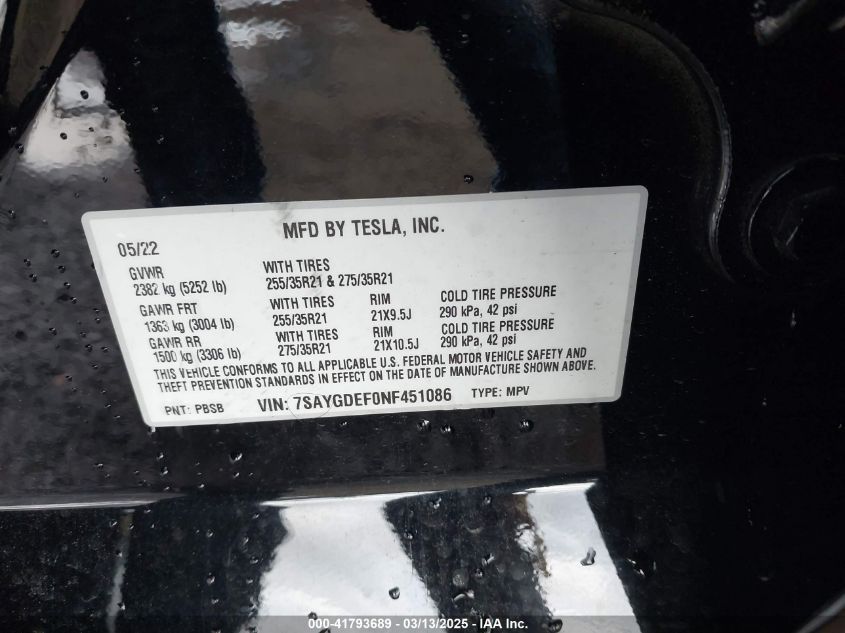 MFD BY TESLA, INC.
05/22
GVWR
2382 kg (5252 lb)
WITH TIRES
255/35R21 & 275/35R21
GAWR FRT
1363 kg (3004 lb)
WITH TIRES
255/35R21
RIM
21X9.5J
COLD TIRE PRESSURE
290 kPa, 42 psi
GAWR RR
1500 kg (3306 lb)
WITH TIRES
275/35R21
RIM
21X10.5J
COLD TIRE PRESSURE
290 kPa, 42 psi
THIS VEHICLE CONFORMS TO ALL APPLICABLE U.S. FEDERAL MOTOR VEHICLE SAFETY AND
THEFT PREVENTION STANDARDS IN EFFECT ON THE DATE OF MANUFACTURE SHOWN ABOVE.
PNT: PBSB
VIN: 7SAYGDEF0NF451086
TYPE: MPV
000-41793689 - 03/13/2025 - IAA Inc.